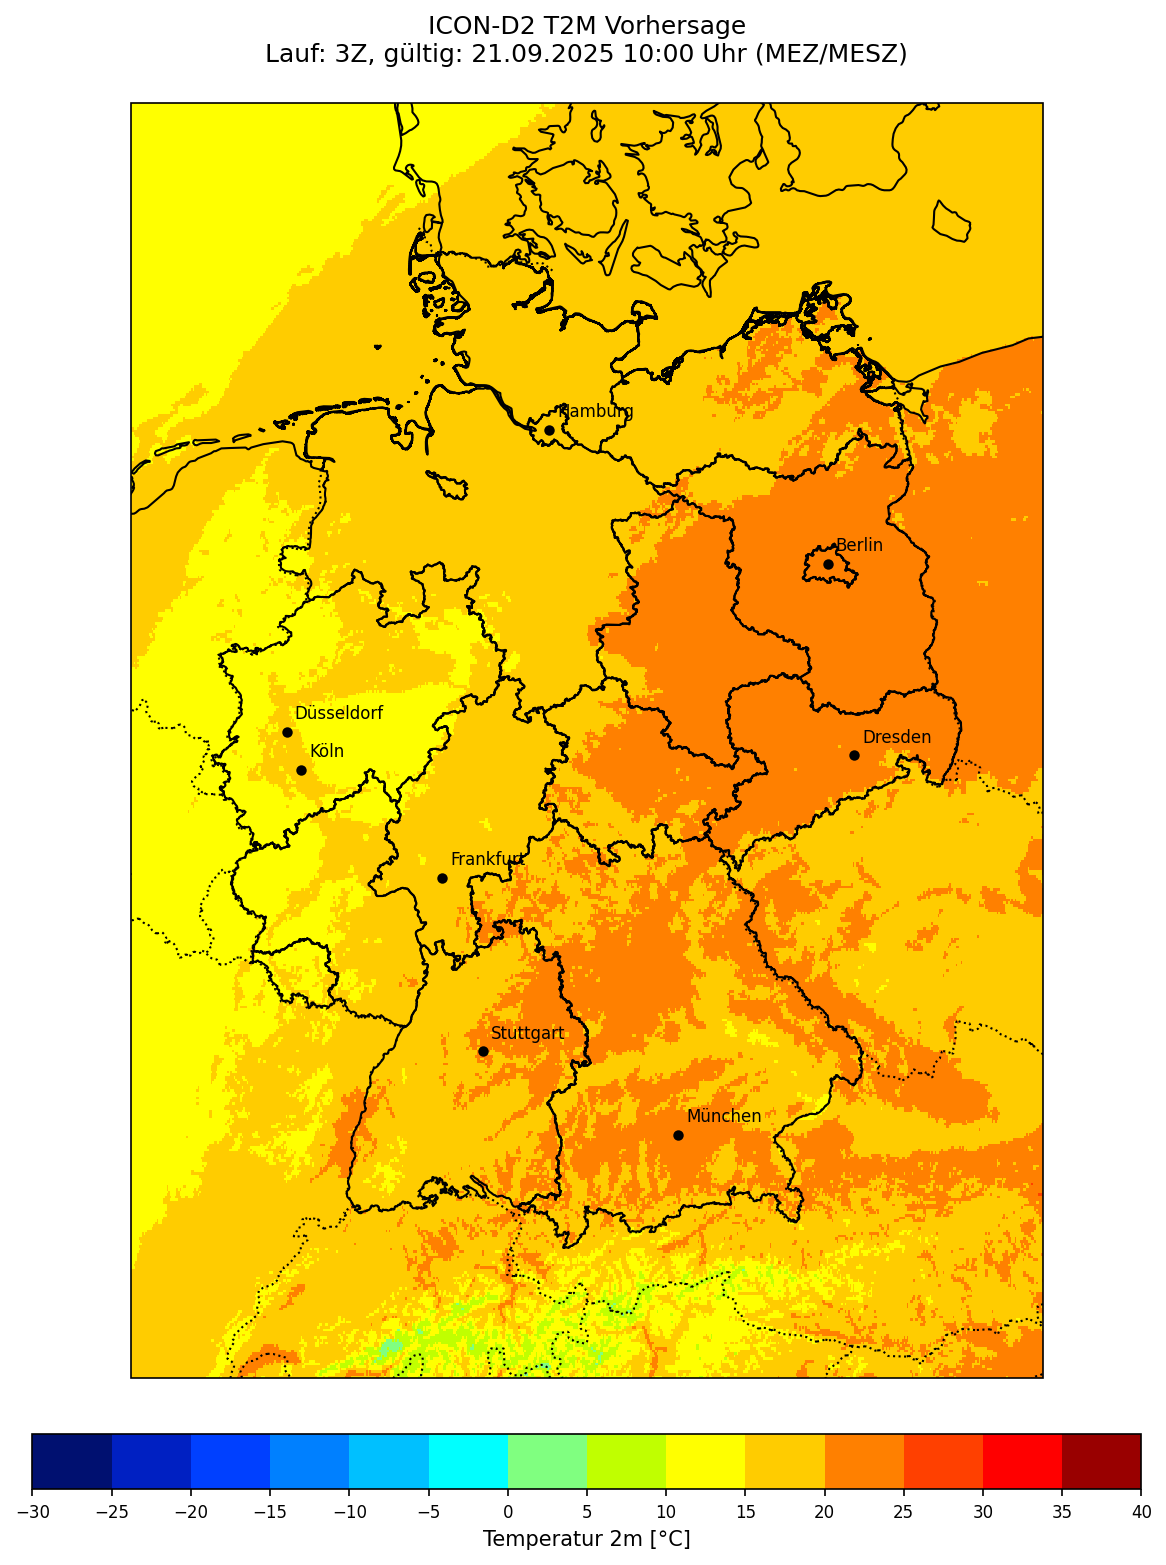 ICON-D2 T2M Vorhersage
Lauf: 3Z, gültig: 21.09.2025 10:00 Uhr (MEZ/MESZ)
Hamburg
Berlin
Düsseldorf
Dresden
Köln
Frankfurt
Stuttgart
München
−30 −25 −20 −15 −10 −5 0 5 10 15 20 25 30 35 40
Temperatur 2m [°C]